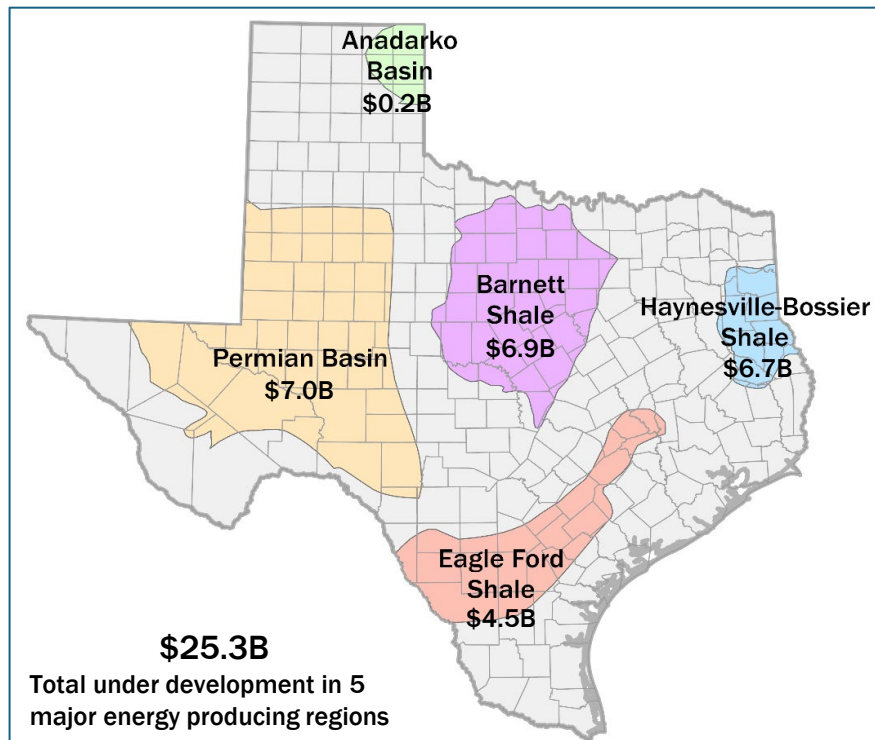 Anadarko
Basin
$0.2B
Barnett
Shale
$6.9B
Haynesville-Bossier
Shale
$6.7B
Permian Basin
$7.0B
Eagle Ford
Shale
$4.5B
$25.3B
Total under development in 5
major energy producing regions